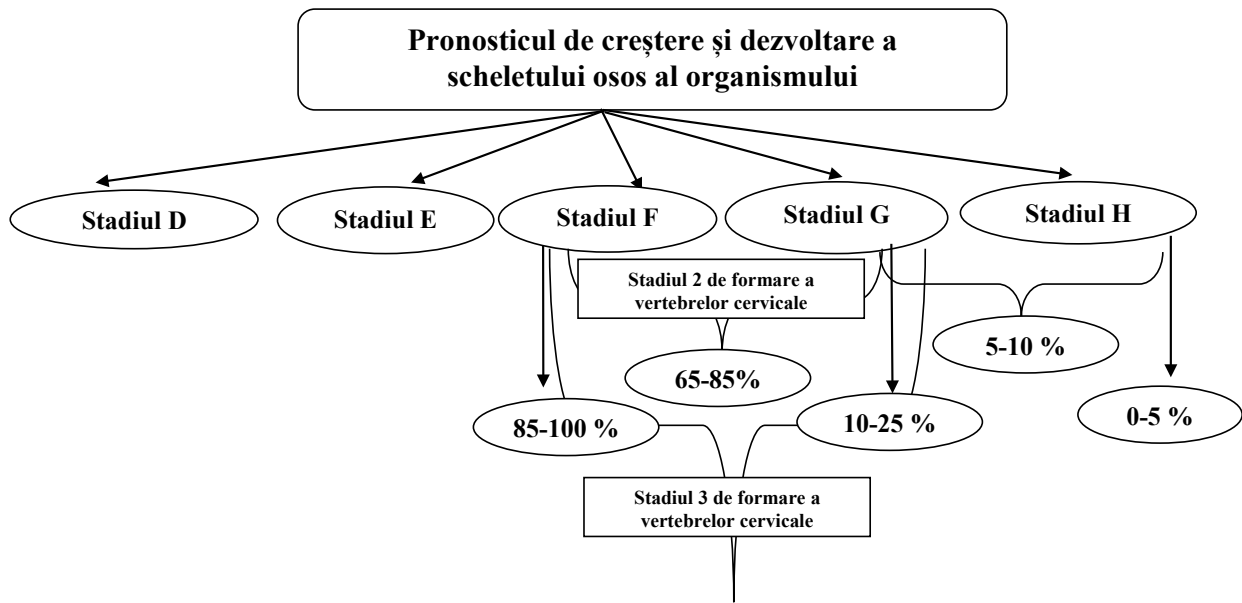 Pronosticul de creștere și dezvoltare a
scheletului osos al organismului
Stadiul D
Stadiul E
Stadiul F
Stadiul G
Stadiul H
Stadiul 2 de formare a
vertebrelor cervicale
5-10 %
65-85%
85-100 %
10-25 %
0-5 %
Stadiul 3 de formare a
vertebrelor cervicale